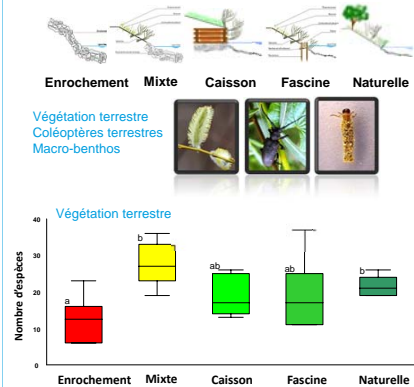 Enrochement Mixte Caisson Fascine Naturelle
Végétation terrestre
Coléoptères terrestres
Macro-benthos
Végétation terrestre
Nombre d'espèces
40
30
20
10
0
a
b
ab
ab
b
Enrochement Mixte Caisson Fascine Naturelle